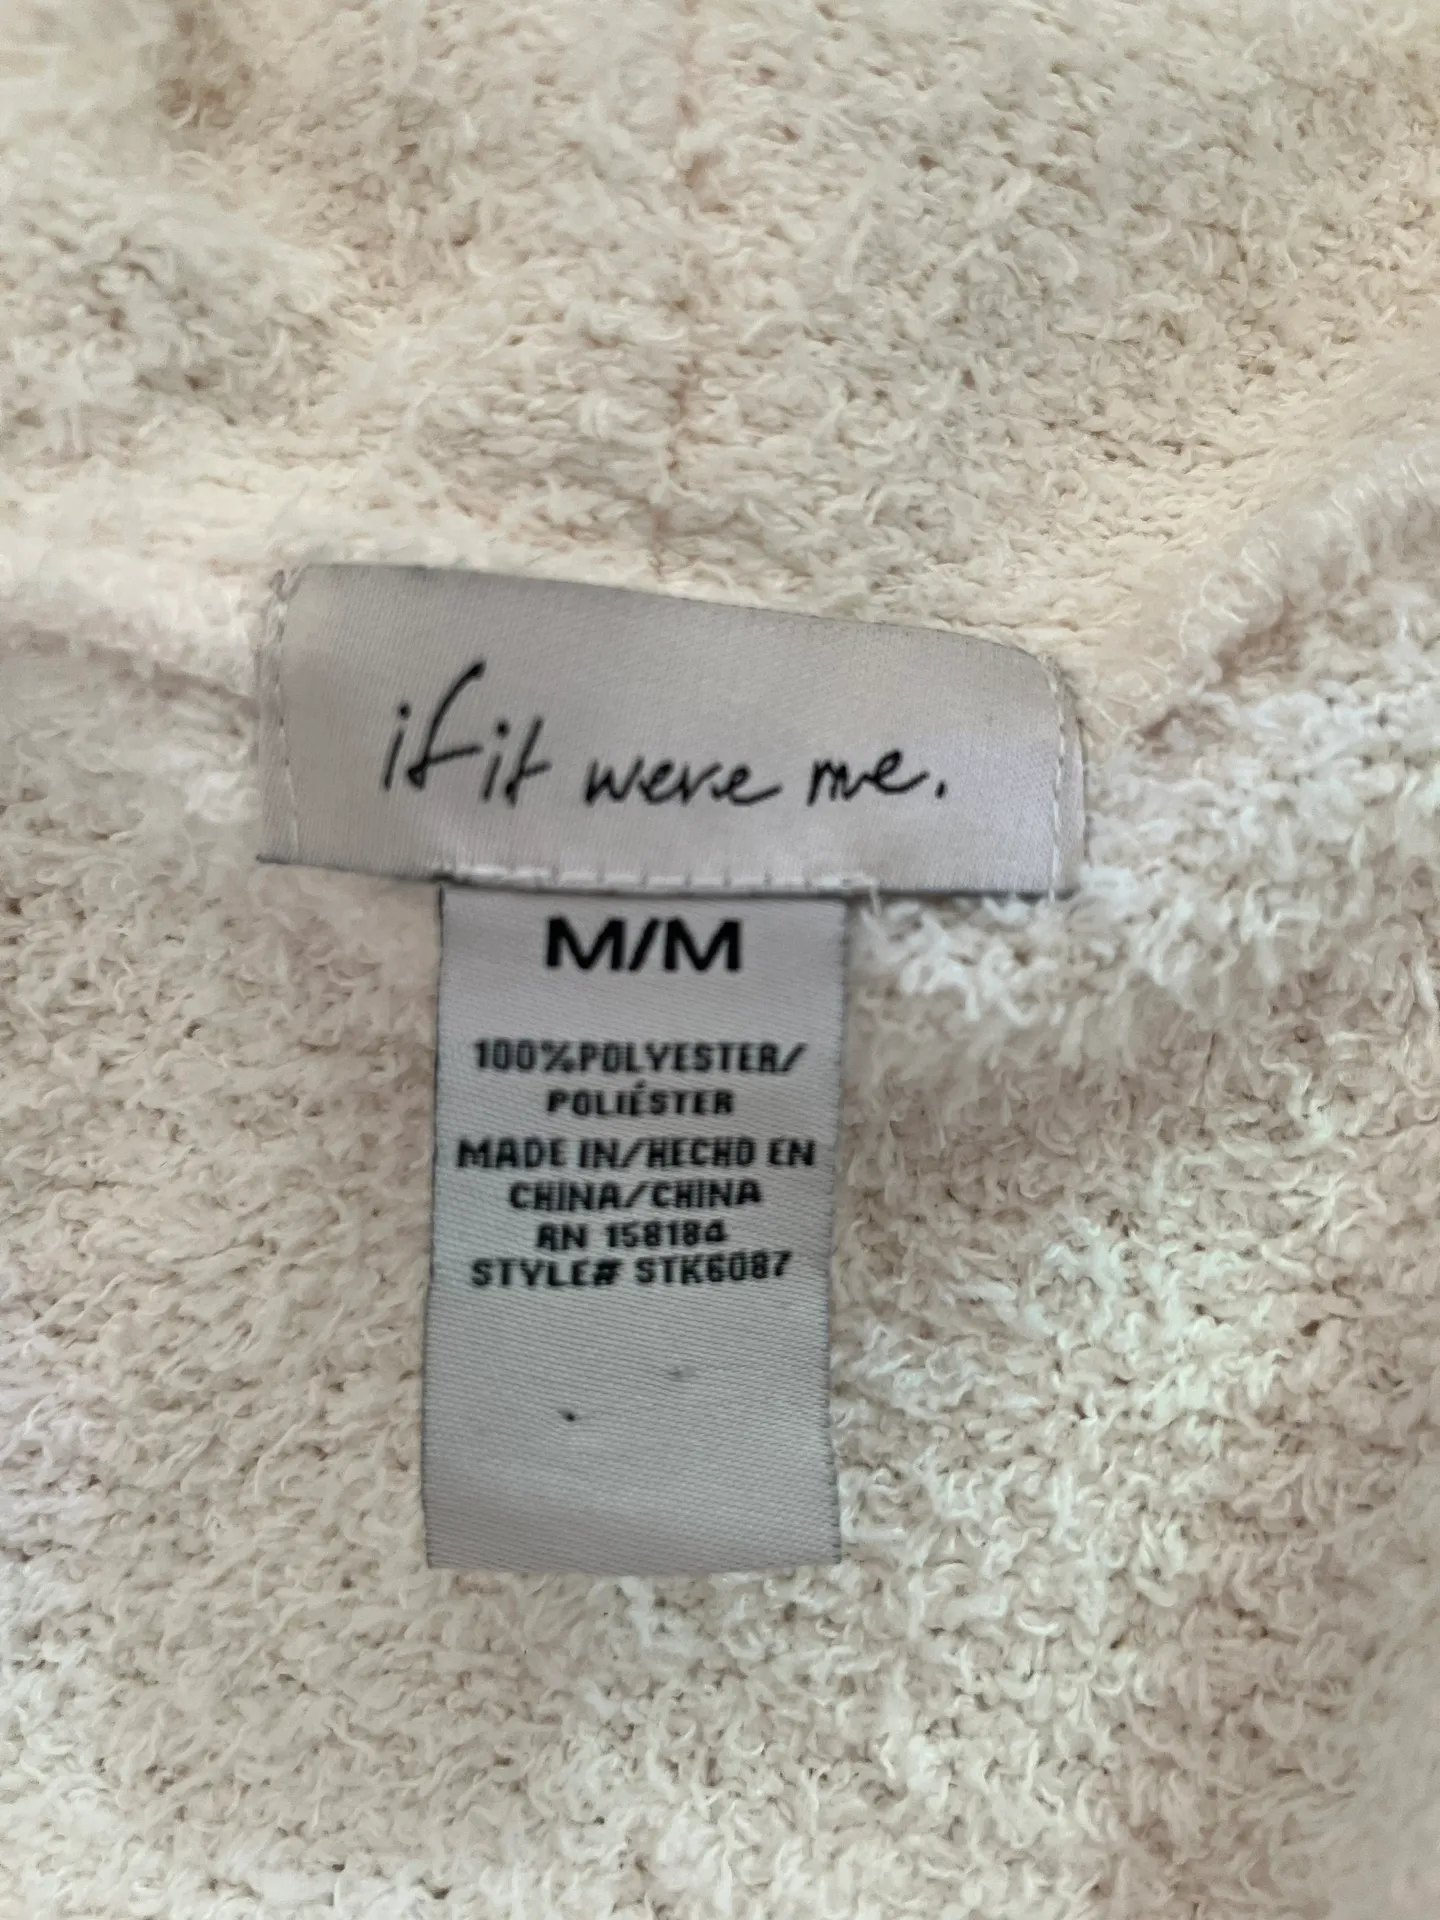 if it were me.
M/M
100%POLYESTER/
POLIÉSTER
MADE IN/HECHO EN
CHINA/CHINA
RN 158184
STYLE# STK6087